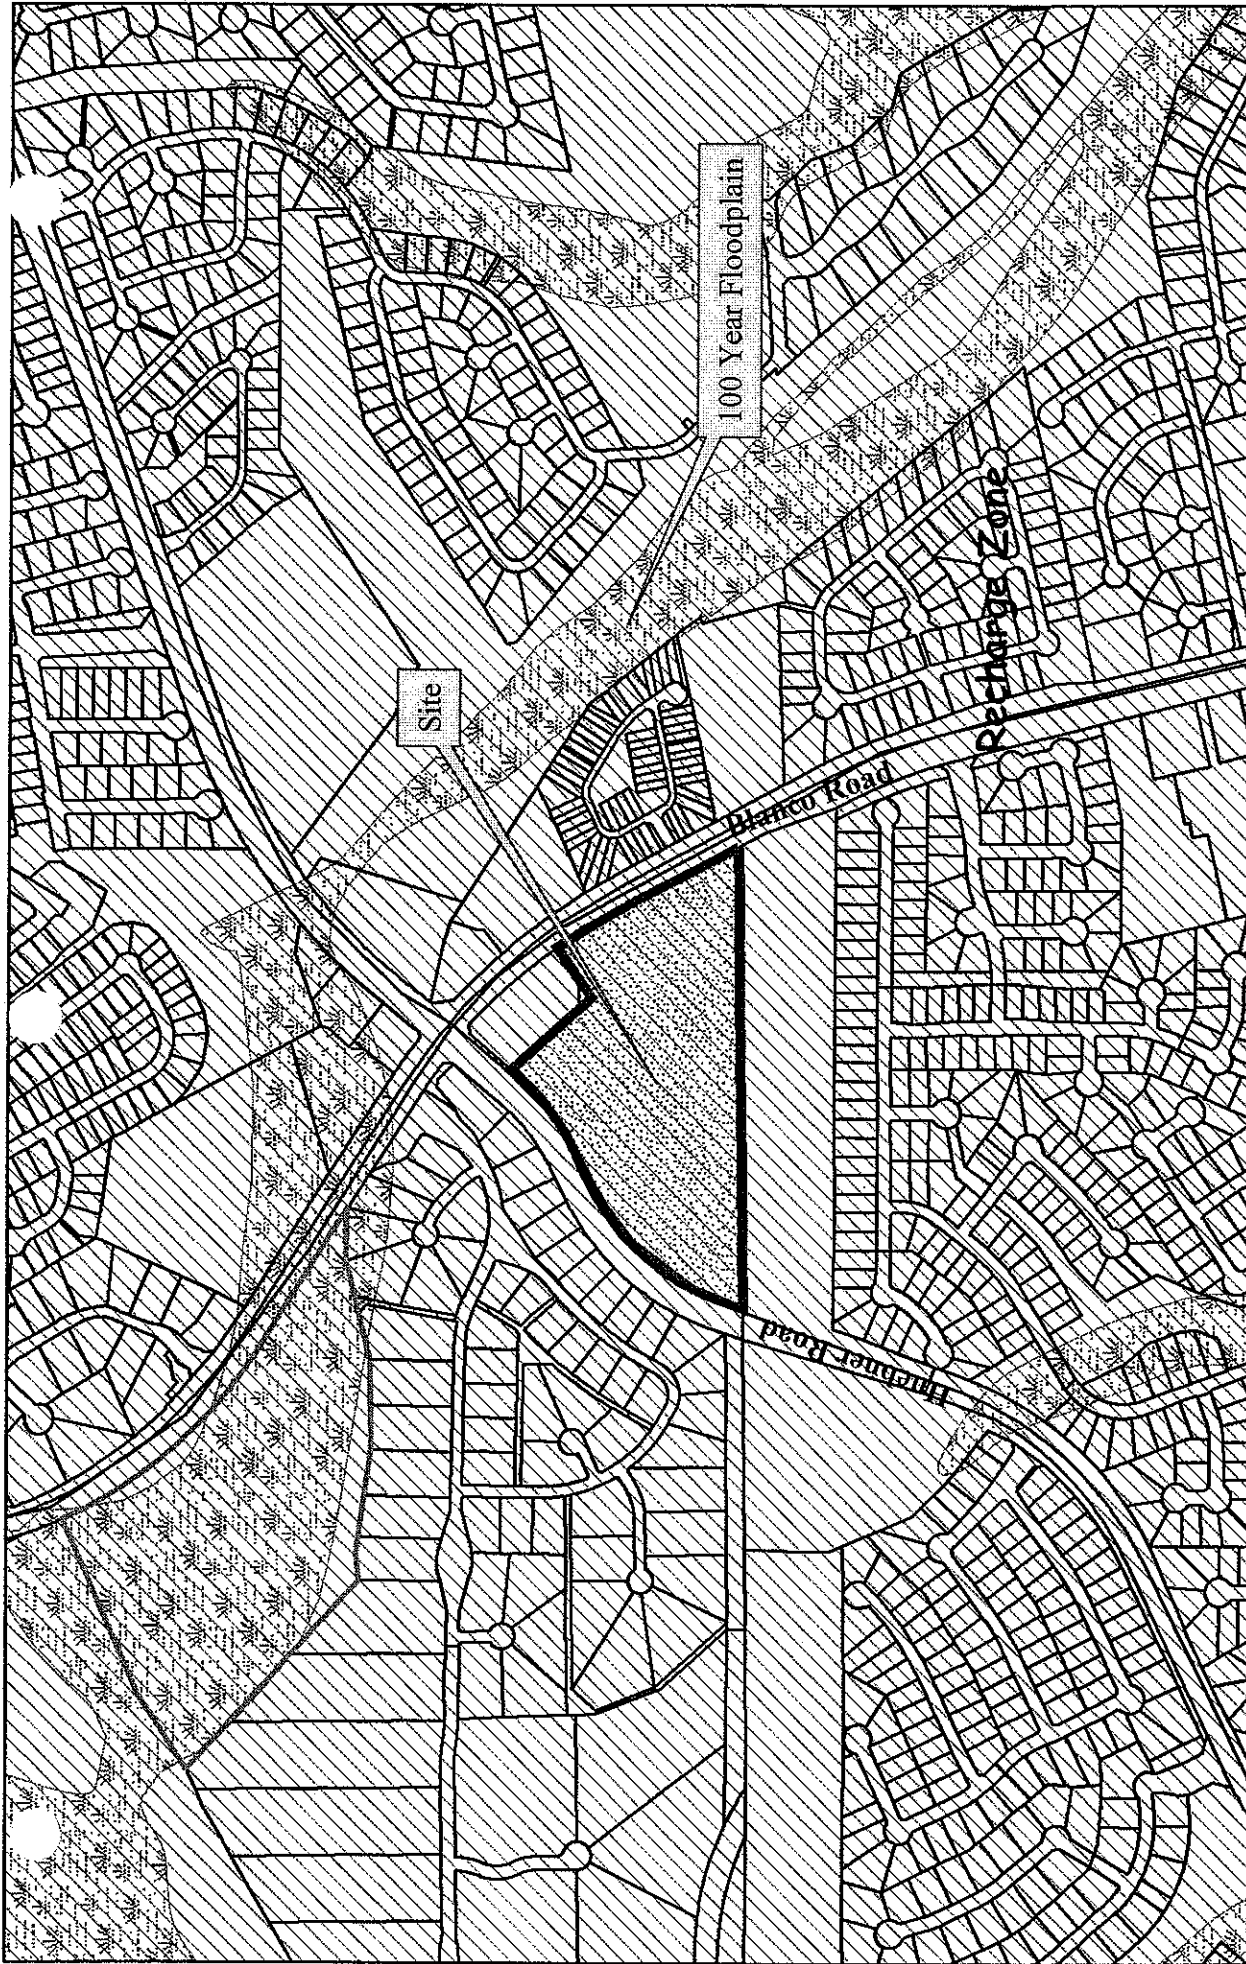 Site
100 Year Floodplain
Blanco Road
Huebner Road
Recharge Zone